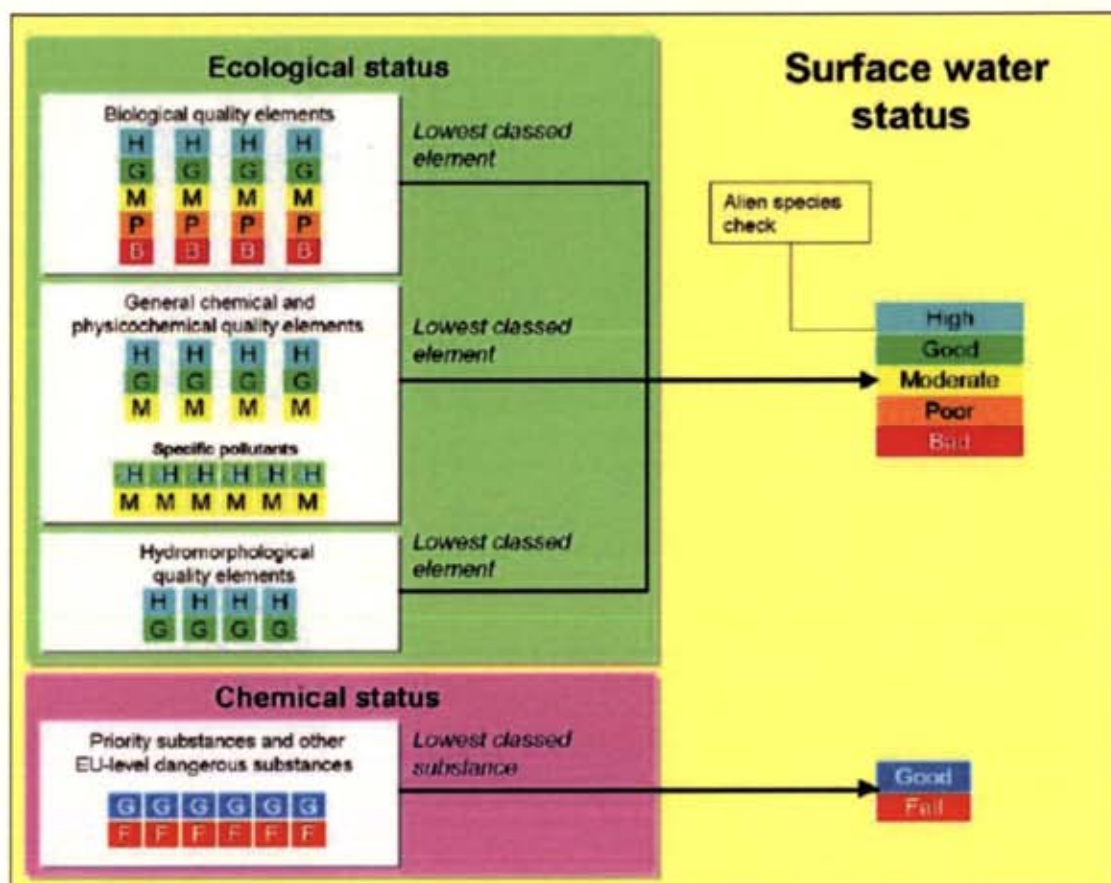 Ecological status
Biological quality elements
H H H H
G G G G
M M M M
P P P P
B B B B
Lowest classed
element
General chemical and
physicochemical quality elements
H H H H
G G G G
M M M M
Lowest classed
element
Specific pollutants
H H H H H H
M M M M M M
Hydromorphological
quality elements
H H H H
G G G G
Lowest classed
element
Chemical status
Priority substances and other
EU-level dangerous substances
G G G G G G
F F F F F F
Lowest classed
substance
Surface water
status
Alien species
check
High
Good
Moderate
Poor
Bad
Good
Fail